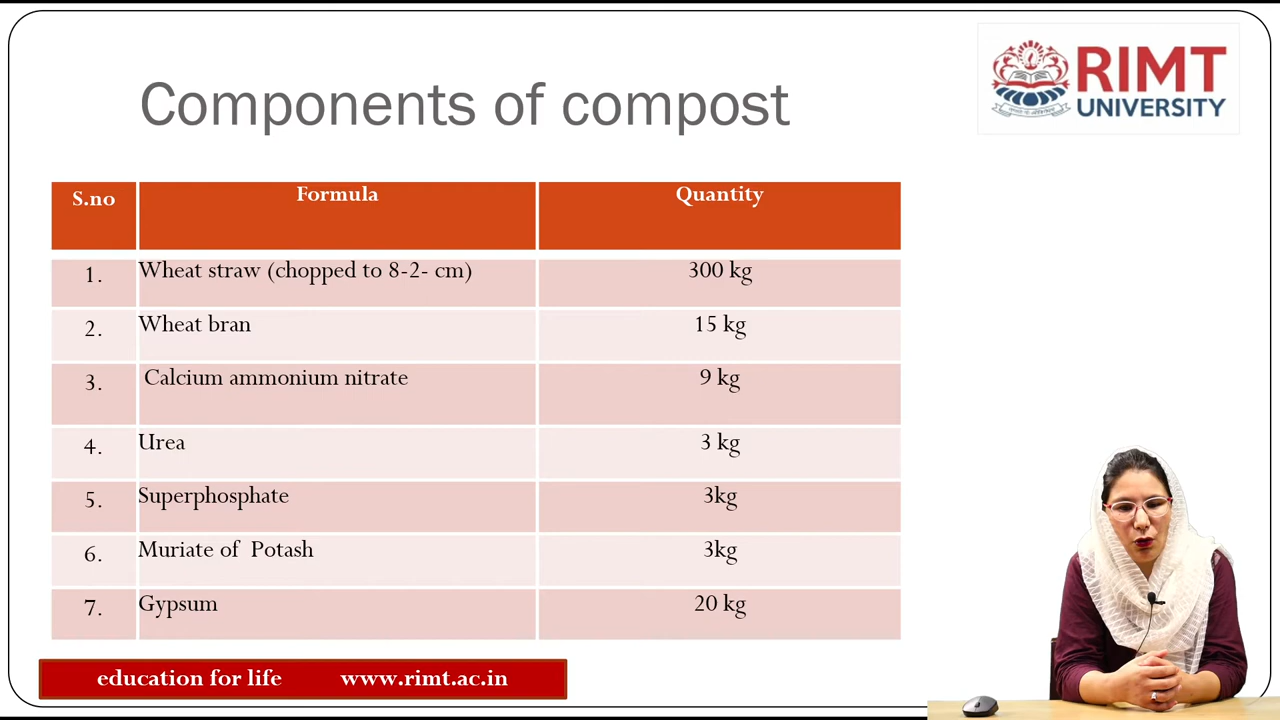 Components of compost
RIMT
UNIVERSITY
S.no Formula Quantity
1. Wheat straw (chopped to 8-2- cm) 300 kg
2. Wheat bran 15 kg
3. Calcium ammonium nitrate 9 kg
4. Urea 3 kg
5. Superphosphate 3kg
6. Muriate of Potash 3kg
7. Gypsum 20 kg
education for life www.rimt.ac.in